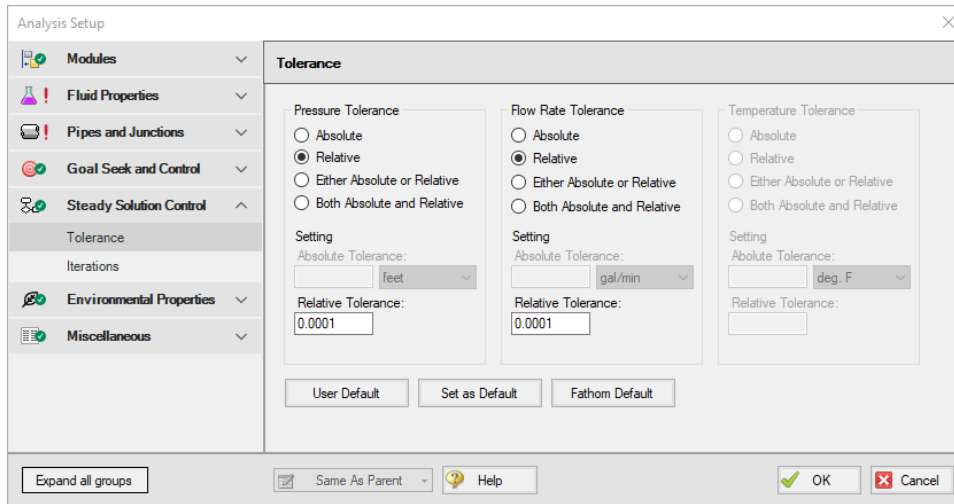 Analysis Setup
Modules
Fluid Properties
Pipes and Junctions
Goal Seek and Control
Steady Solution Control
Tolerance
Iterations
Environmental Properties
Miscellaneous
Tolerance
Pressure Tolerance
Absolute
Relative
Either Absolute or Relative
Both Absolute and Relative
Setting
Absolute Tolerance:
feet
Relative Tolerance:
0.0001
Flow Rate Tolerance
Absolute
Relative
Either Absolute or Relative
Both Absolute and Relative
Setting
Absolute Tolerance:
gal/min
Relative Tolerance:
0.0001
Temperature Tolerance
Absolute
Relative
Either Absolute or Relative
Both Absolute and Relative
Setting
Abolute Tolerance:
deg. F
Relative Tolerance:
User Default
Set as Default
Fathom Default
Expand all groups
Same As Parent
Help
OK
Cancel